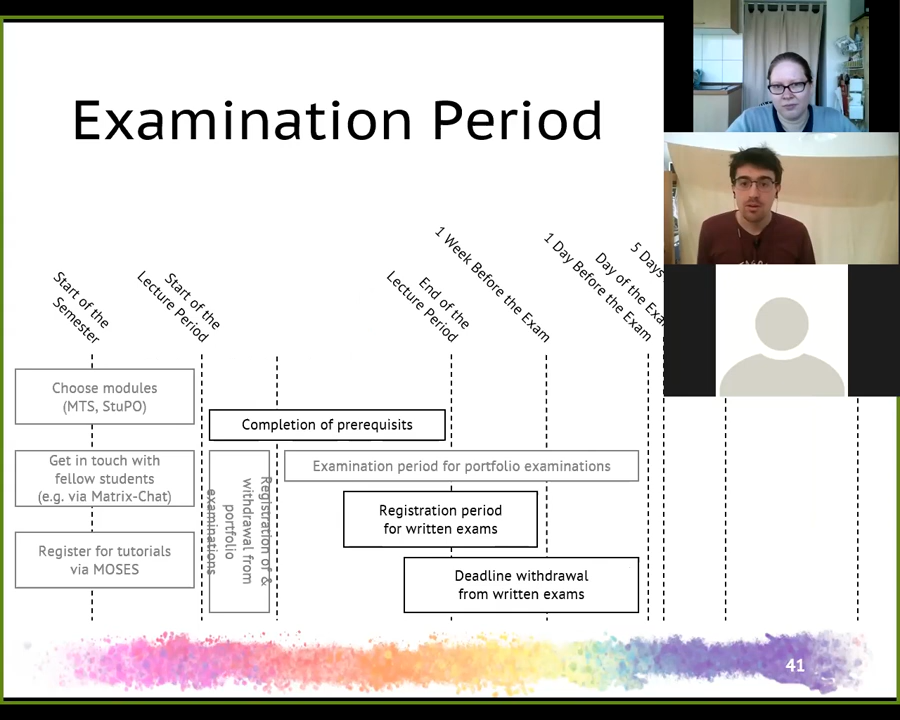 Examination Period
Start of the
Semester
Start of the
Lecture Period
End of the
Lecture Period
1 Week Before the Exam
1 Day Before the Exam
Day of the
5 Days
Choose modules
(MTS, StuPO)
Completion of prerequisits
Get in touch with
fellow students
(e.g. via Matrix-Chat)
Registration of &
withdrawal from
portfolio
examinations
Examination period for portfolio examinations
Registration period
for written exams
Register for tutorials
via MOSES
Deadline withdrawal
from written exams
41